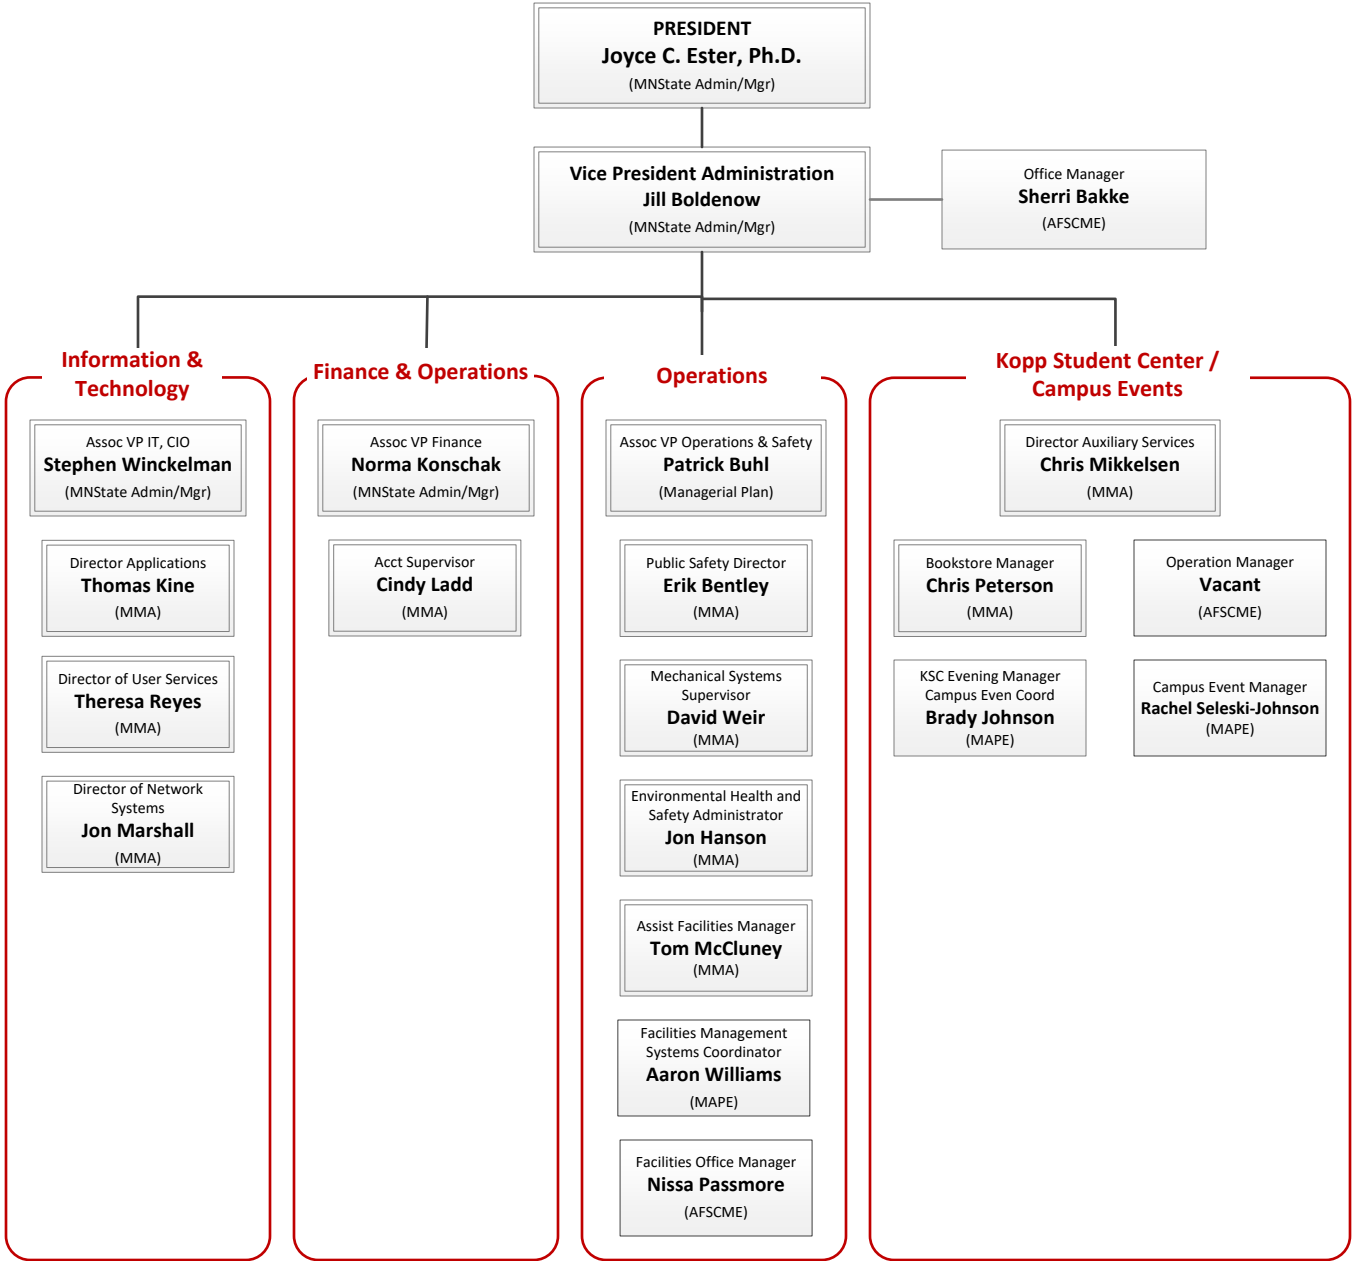 PRESIDENT
Joyce C. Ester, Ph.D.
(MNState Admin/Mgr)
Vice President Administration
Jill Boldenow
(MNState Admin/Mgr)
Office Manager
Sherri Bakke
(AFSCME)
Information &
Technology
Assoc VP IT, CIO
Stephen Winckelman
(MNState Admin/Mgr)
Director Applications
Thomas Kine
(MMA)
Director of User Services
Theresa Reyes
(MMA)
Director of Network
Systems
Jon Marshall
(MMA)
Finance & Operations
Assoc VP Finance
Norma Konschak
(MNState Admin/Mgr)
Acct Supervisor
Cindy Ladd
(MMA)
Operations
Assoc VP Operations & Safety
Patrick Buhl
(Managerial Plan)
Public Safety Director
Erik Bentley
(MMA)
Mechanical Systems
Supervisor
David Weir
(MMA)
Environmental Health and
Safety Administrator
Jon Hanson
(MMA)
Assist Facilities Manager
Tom McCluney
(MMA)
Facilities Management
Systems Coordinator
Aaron Williams
(MAPE)
Facilities Office Manager
Nissa Passmore
(AFSCME)
Kopp Student Center /
Campus Events
Director Auxiliary Services
Chris Mikkelsen
(MMA)
Bookstore Manager
Chris Peterson
(MMA)
Operation Manager
Vacant
(AFSCME)
KSC Evening Manager
Campus Even Coord
Brady Johnson
(MAPE)
Campus Event Manager
Rachel Seleski-Johnson
(MAPE)